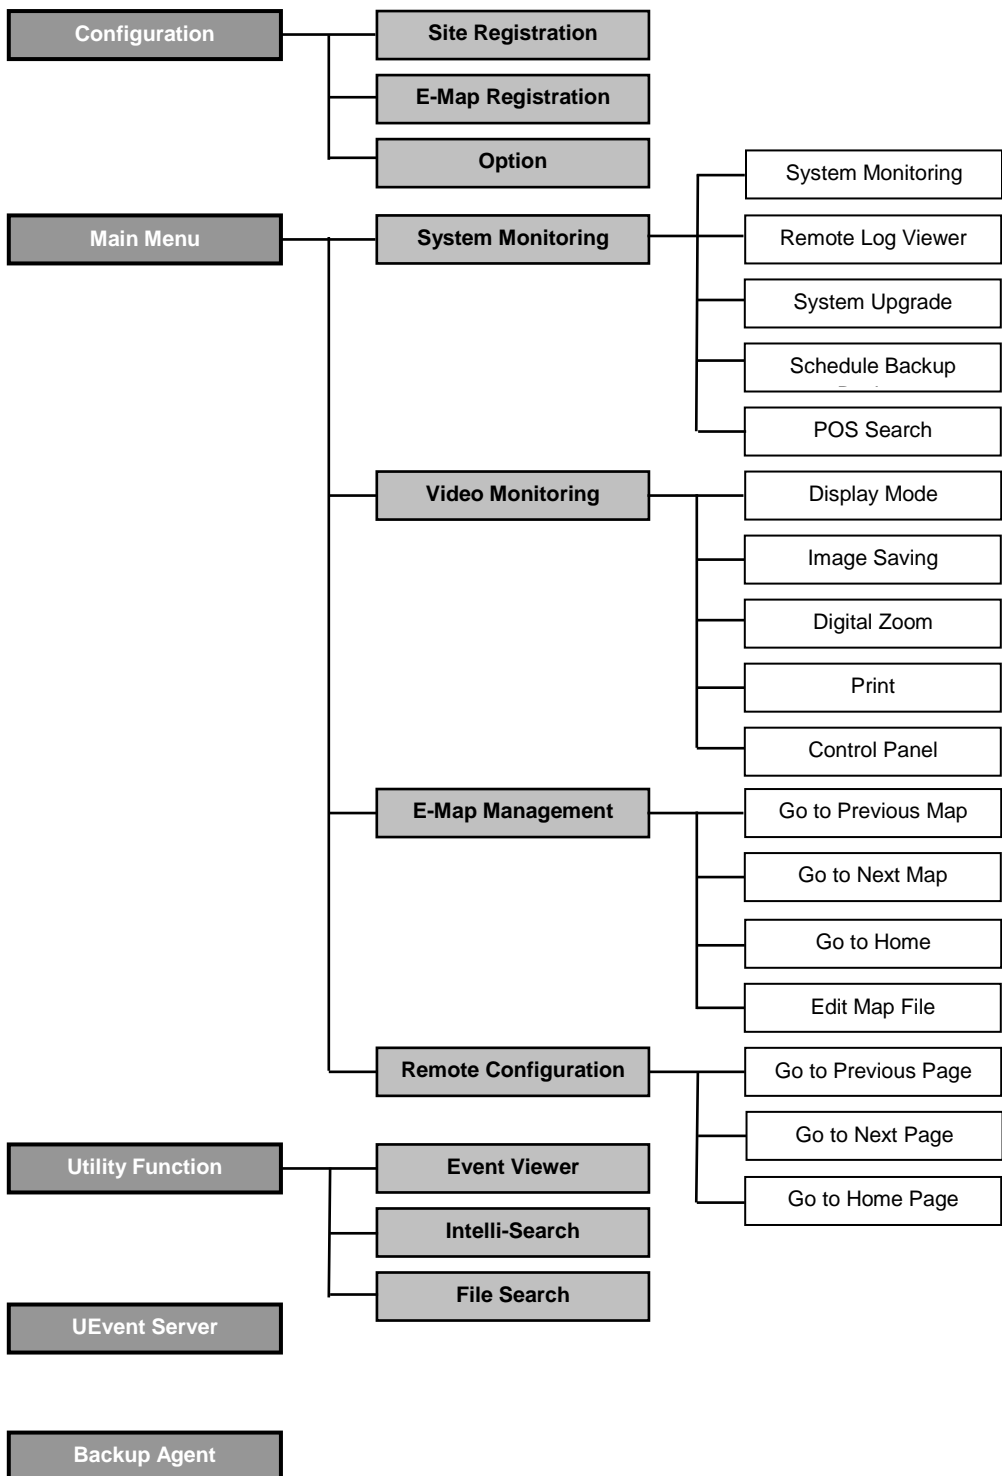 Configuration
Site Registration
E-Map Registration
Option
System Monitoring
Main Menu
System Monitoring
Remote Log Viewer
System Upgrade
Schedule Backup
POS Search
Video Monitoring
Display Mode
Image Saving
Digital Zoom
Print
Control Panel
E-Map Management
Go to Previous Map
Go to Next Map
Go to Home
Edit Map File
Remote Configuration
Go to Previous Page
Go to Next Page
Go to Home Page
Utility Function
Event Viewer
Intelli-Search
File Search
UEvent Server
Backup Agent